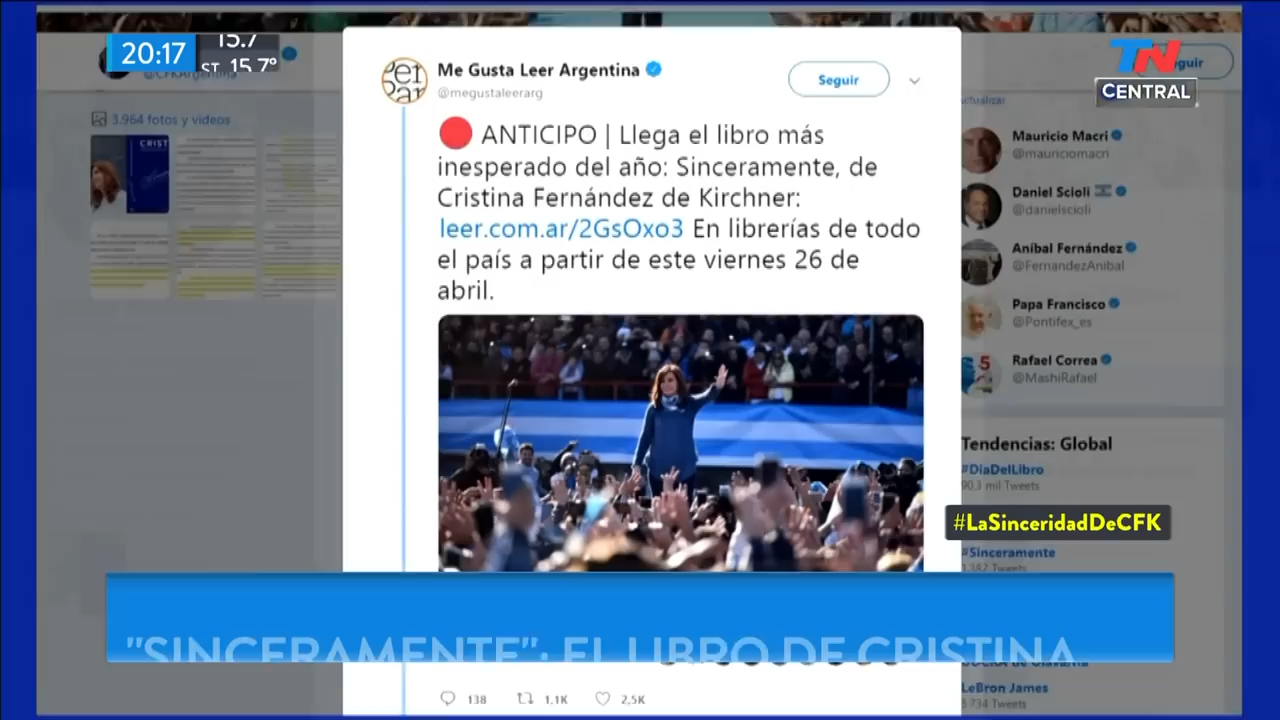 20:17
15.7
ST. 15.7°
TN
CENTRAL
@CFKArgentina
3.964 fotos y videos
CRIST
Me Gusta Leer Argentina
@megustaleerarg
Seguir
ANTICIPO | Llega el libro más
inesperado del año: Sinceramente, de
Cristina Fernández de Kirchner:
leer.com.ar/2GsOxo3 En librerías de todo
el país a partir de este viernes 26 de
abril.
138
1.1K
2,5K
Mauricio Macri
@mauriciomacri
Daniel Scioli
@danielscioli
Aníbal Fernández
@FernandezAnibal
Papa Francisco
@Pontifex_es
Rafael Correa
@MashiRafael
Tendencias: Global
#DiaDelLibro
90,3 mil Tweets
#LaSinceridadDeCFK
#Sinceramente
1.382 Tweets
LeBron James
5.734 Tweets
"SINCERAMENTE": EL LIBRO DE CRISTINA